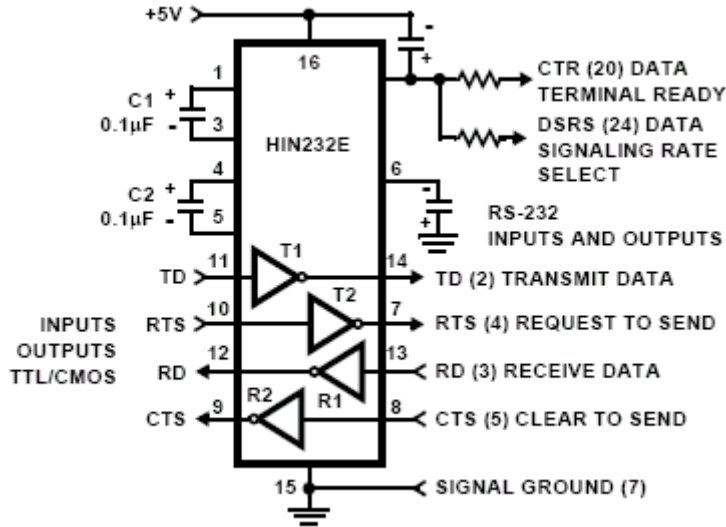 +5V
-
+
16
CTR (20) DATA
TERMINAL READY
1
C1
+
0.1µF
-
3
HIN232E
DSRS (24) DATA
SIGNALING RATE
SELECT
4
C2
+
0.1µF
-
5
6
-
+
RS-232
INPUTS AND OUTPUTS
T1
TD
11
14
TD (2) TRANSMIT DATA
T2
RTS
10
7
RTS (4) REQUEST TO SEND
INPUTS
OUTPUTS
TTL/CMOS
RD
12
13
RD (3) RECEIVE DATA
R1
R2
CTS
9
8
CTS (5) CLEAR TO SEND
15
SIGNAL GROUND (7)